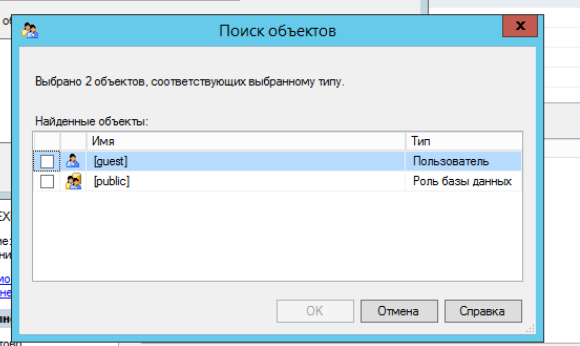 Поиск объектов
x
Выбрано 2 объектов, соответствующих выбранному типу.
Найденные объекты:
Имя Тип
[guest] Пользователь
[public] Роль базы данных
OK Отмена Справка